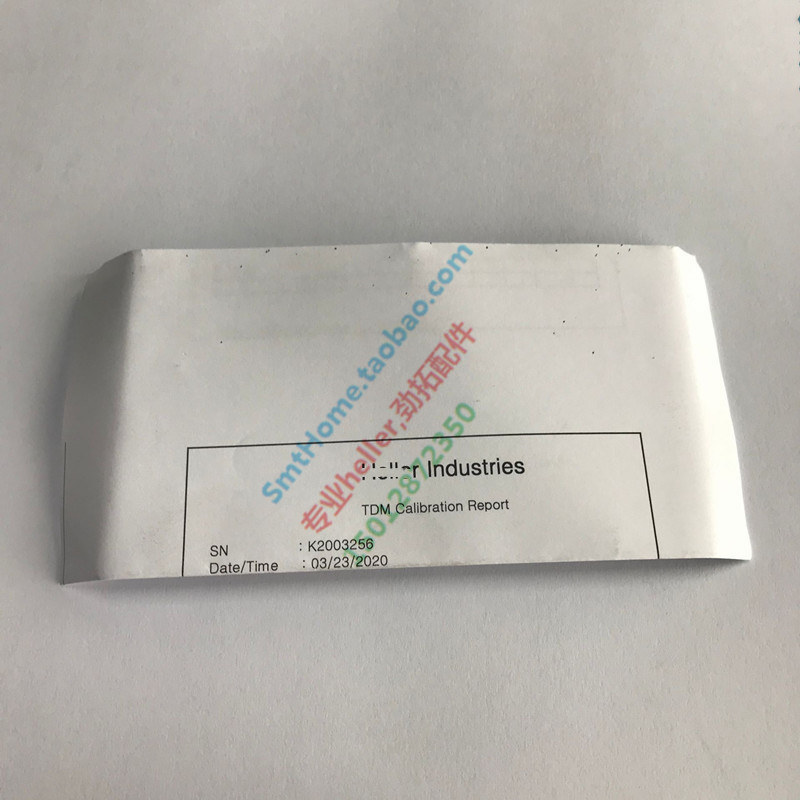 SmtHome.taobao.com
专业heller,劲拓配件
15012872350
Heller Industries
TDM Calibration Report
SN : K2003256
Date/Time : 03/23/2020